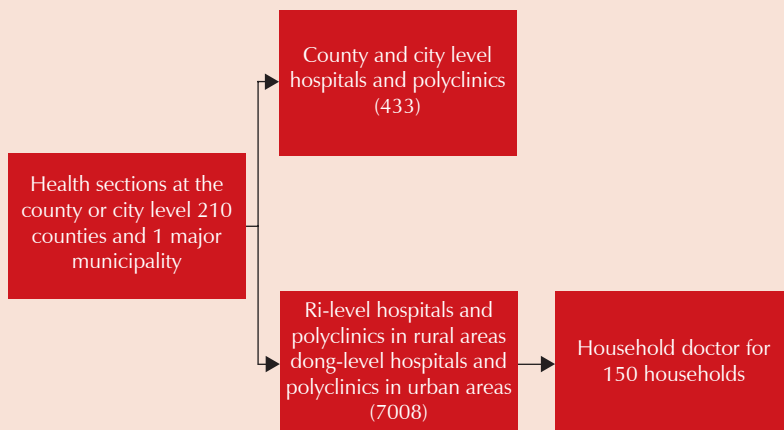 County and city level
hospitals and polyclinics
(433)
Health sections at the
county or city level 210
counties and 1 major
municipality
Ri-level hospitals and
polyclinics in rural areas
dong-level hospitals and
polyclinics in urban areas
(7008)
Household doctor for
150 households